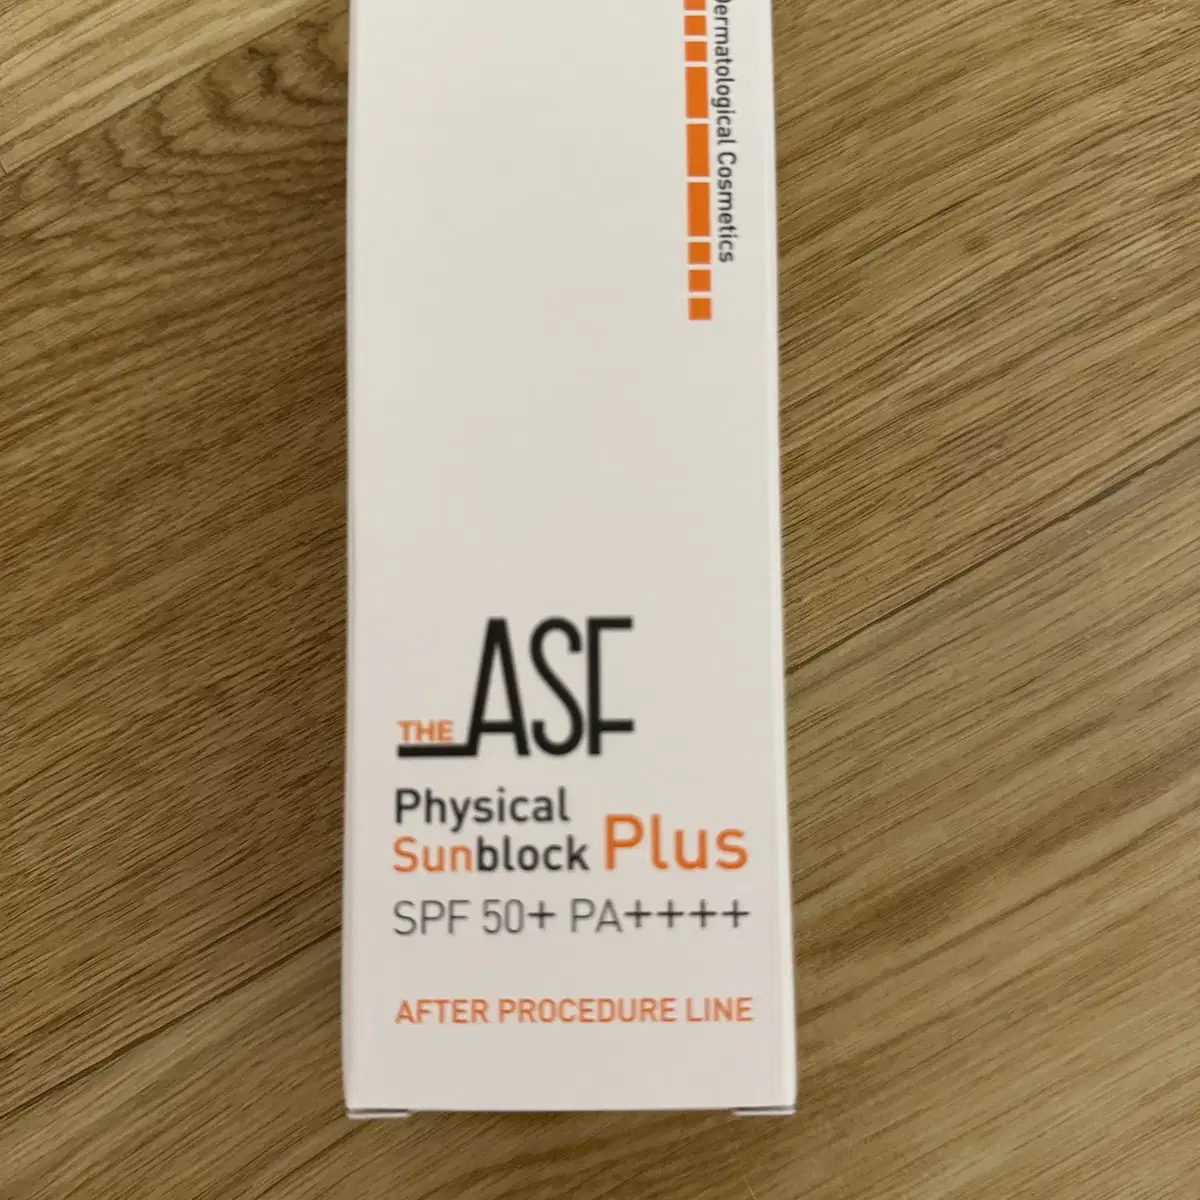 Dermatological Cosmetics
THE ASF
Physical
Sunblock Plus
SPF 50+ PA++++
AFTER PROCEDURE LINE